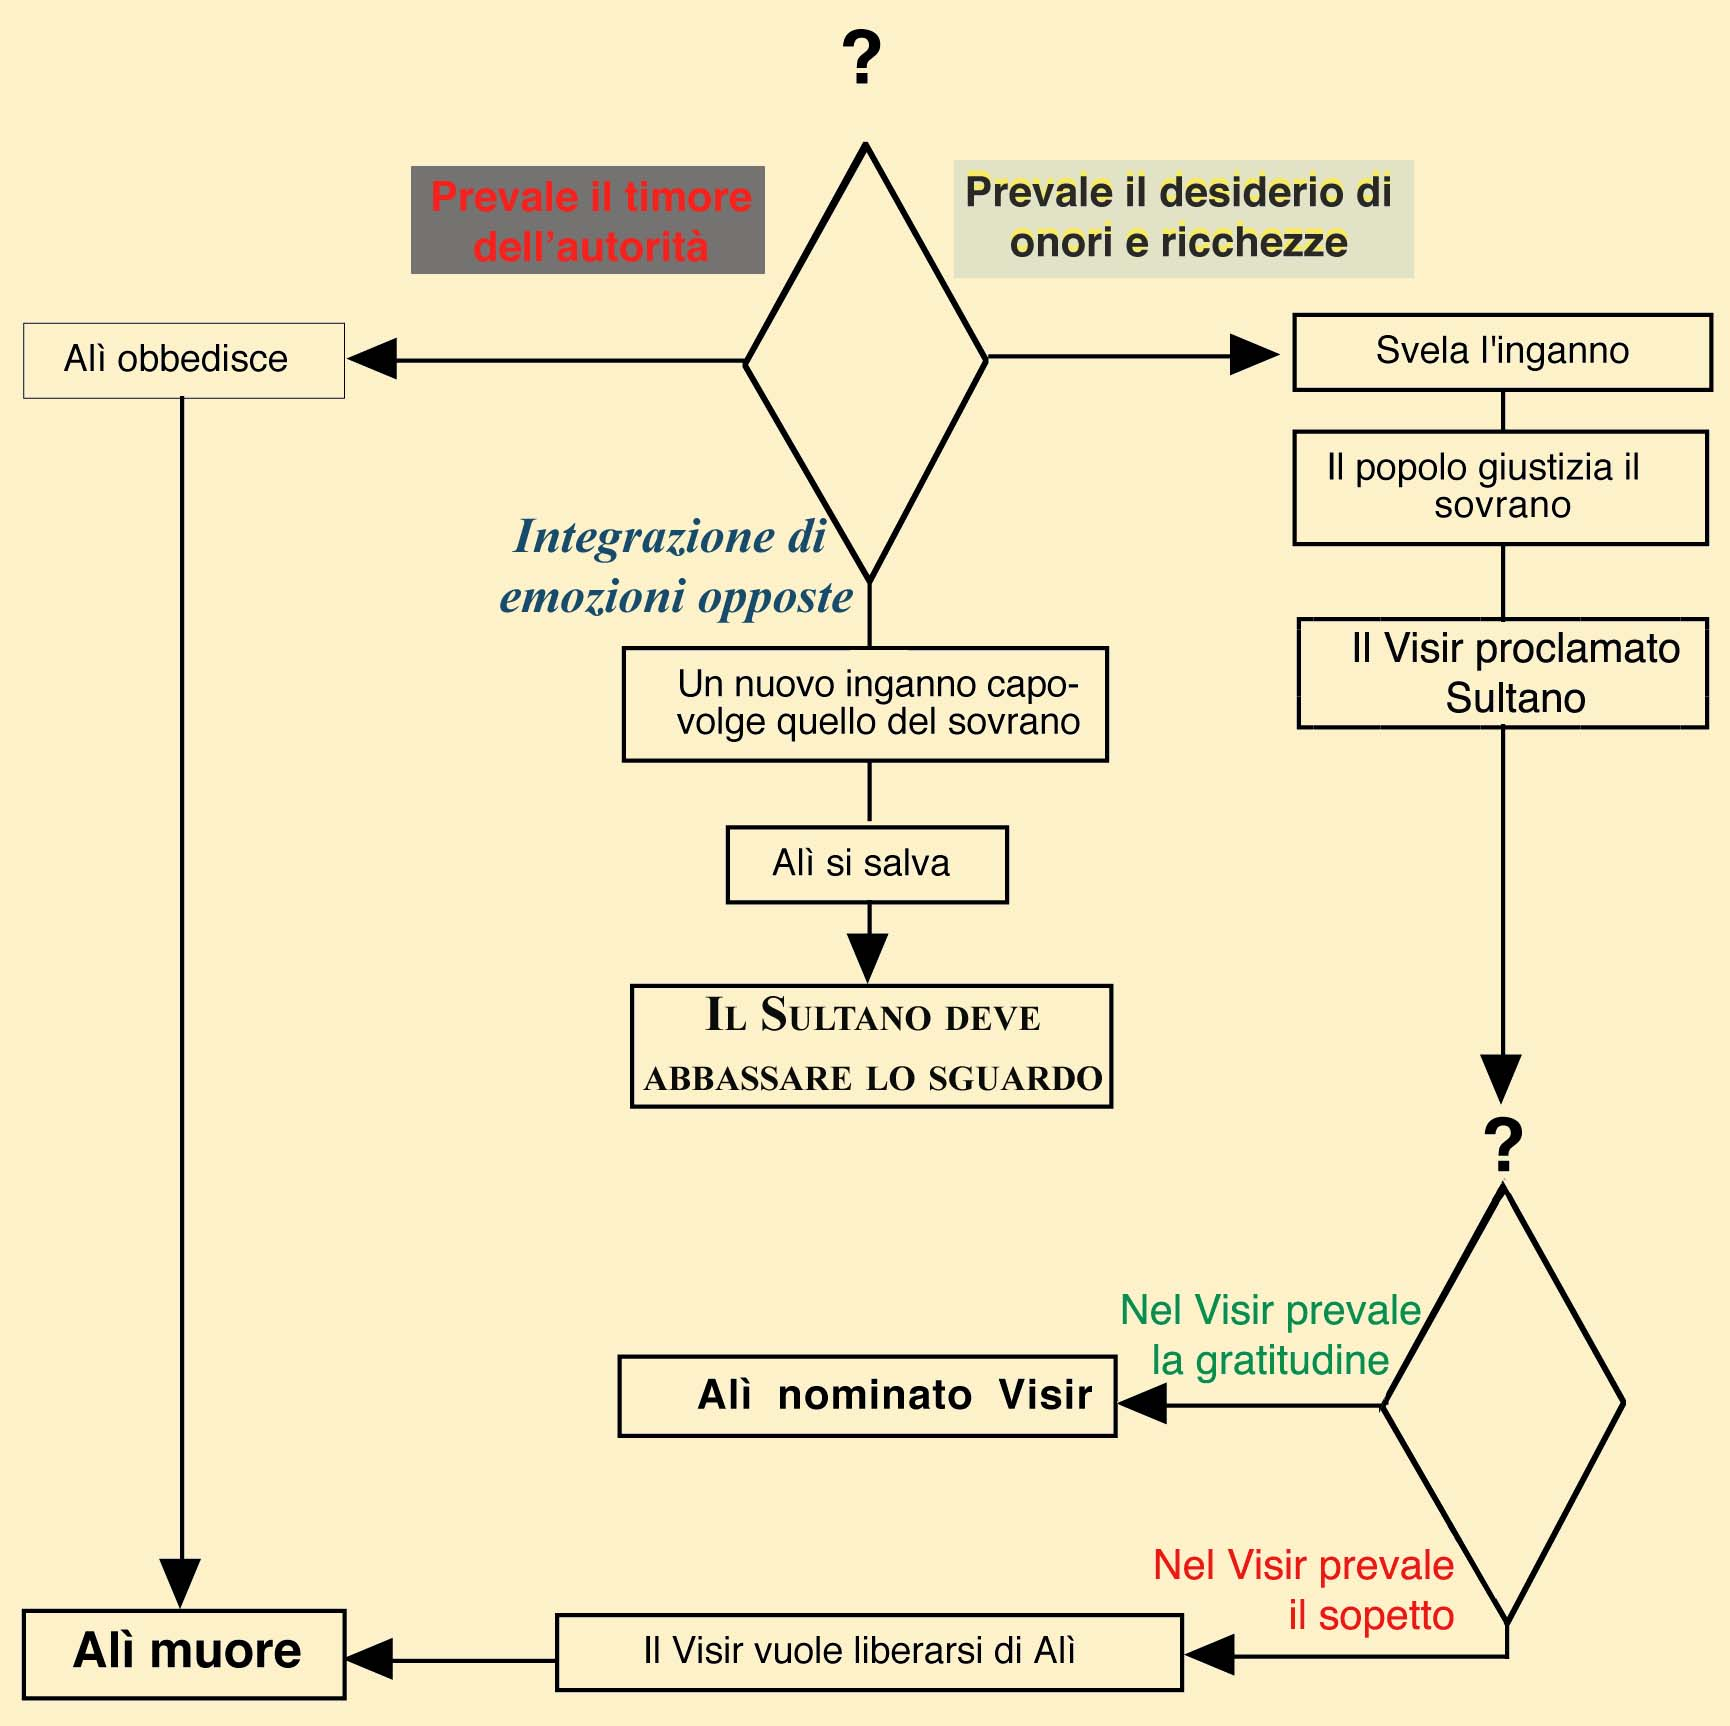 ?
Prevale il timore
dell’autorità
Prevale il desiderio di
onori e ricchezze
Alì obbedisce
Svela l'inganno
Il popolo giustizia il
sovrano
Integrazione di
emozioni opposte
Un nuovo inganno capo-
volge quello del sovrano
Il Visir proclamato
Sultano
Alì si salva
Il Sultano deve
abbassare lo sguardo
?
Nel Visir prevale
la gratitudine
Alì nominato Visir
Nel Visir prevale
il sopetto
Il Visir vuole liberarsi di Alì
Alì muore